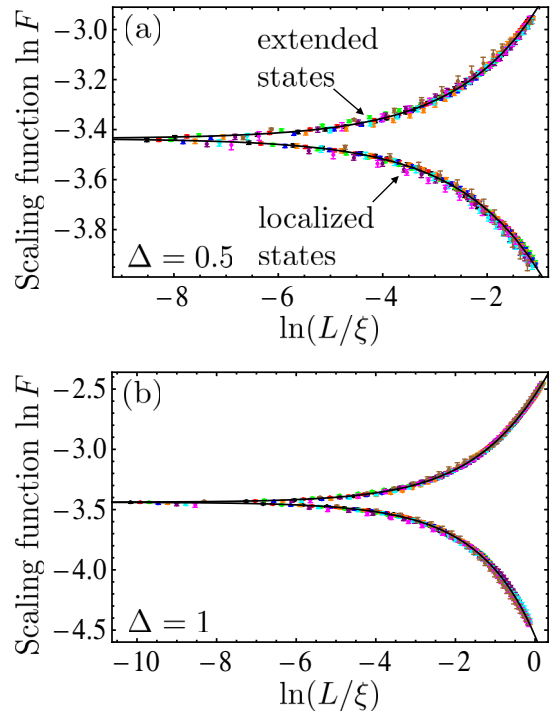 (a)
Scaling function ln F
−3.0
−3.2
−3.4
−3.6
−3.8
extended
states
localized
states
Δ = 0.5
−8 −6 −4 −2
ln(L/ξ)
(b)
Scaling function ln F
−2.5
−3.0
−3.5
−4.0
−4.5
Δ = 1
−10 −8 −6 −4 −2 0
ln(L/ξ)